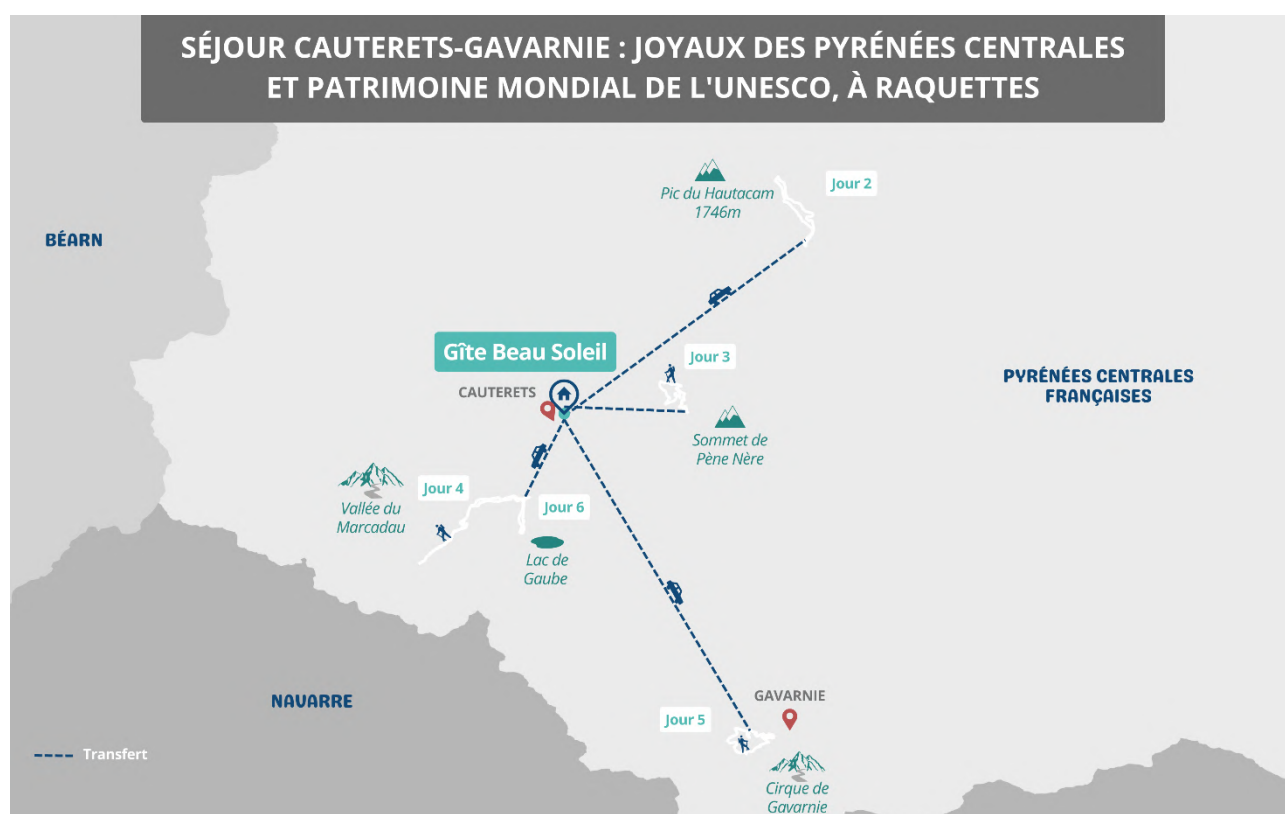 SÉJOUR CAUTERETS-GAVARNIE : JOYAUX DES PYRÉNÉES CENTRALES
ET PATRIMOINE MONDIAL DE L'UNESCO, À RAQUETTES
Jour 2
Pic du Hautacam
1746m
BÉARN
Gîte Beau Soleil
Jour 3
CAUTERETS
PYRÉNÉES CENTRALES
FRANÇAISES
Sommet de
Pène Nère
Jour 4
Vallée du
Marcadau
Jour 6
Lac de
Gaube
NAVARRE
GAVARNIE
Jour 5
Transfert
Cirque de
Gavarnie